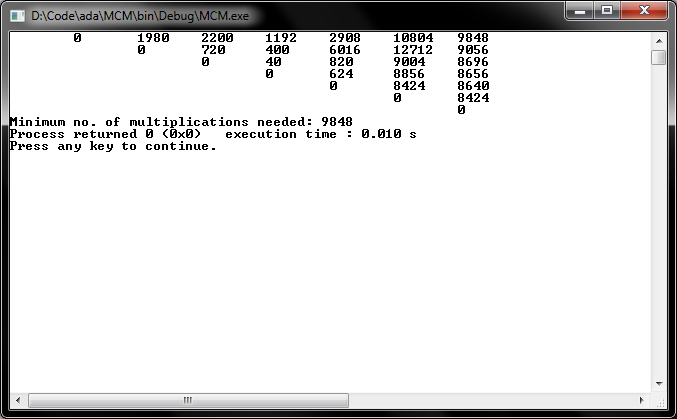 D:\Code\ada\MCM\bin\Debug\MCM.exe
0 1980 2200 1192 2908 10804 9848
0 720 400 6016 12712 9056
0 40 820 9004 8696
0 624 8856 8656
0 8424 8640
0 8424
0
Minimum no. of multiplications needed: 9848
Process returned 0 (0x0) execution time : 0.010 s
Press any key to continue.